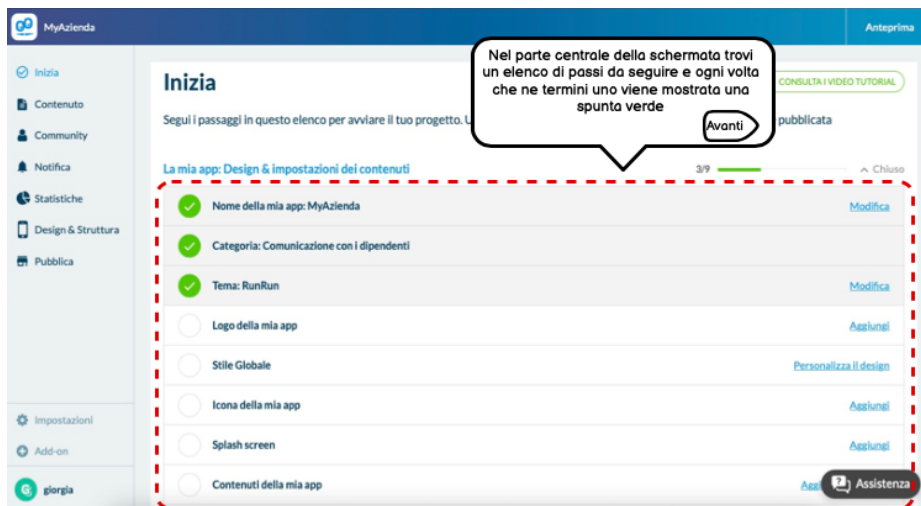 MyAzienda
Anteprima
Inizia
Contenuto
Community
Notifica
Statistiche
Design & Struttura
Pubblica
Impostazioni
Add-on
G
giorgia
Inizia
CONSULTA I VIDEO TUTORIAL
Nel parte centrale della schermata trovi
un elenco di passi da seguire e ogni volta
che ne termini uno viene mostrata una
spunta verde
Avanti
Segui i passaggi in questo elenco per avviare il tuo progetto. pubblicata
La mia app: Design & impostazioni dei contenuti 3/9 Chiuso
Nome della mia app: MyAzienda Modifica
Categoria: Comunicazione con i dipendenti
Tema: RunRun Modifica
Logo della mia app Aggiungi
Stile Globale Personalizza il design
Icona della mia app Aggiungi
Splash screen Aggiungi
Contenuti della mia app
Assistenza